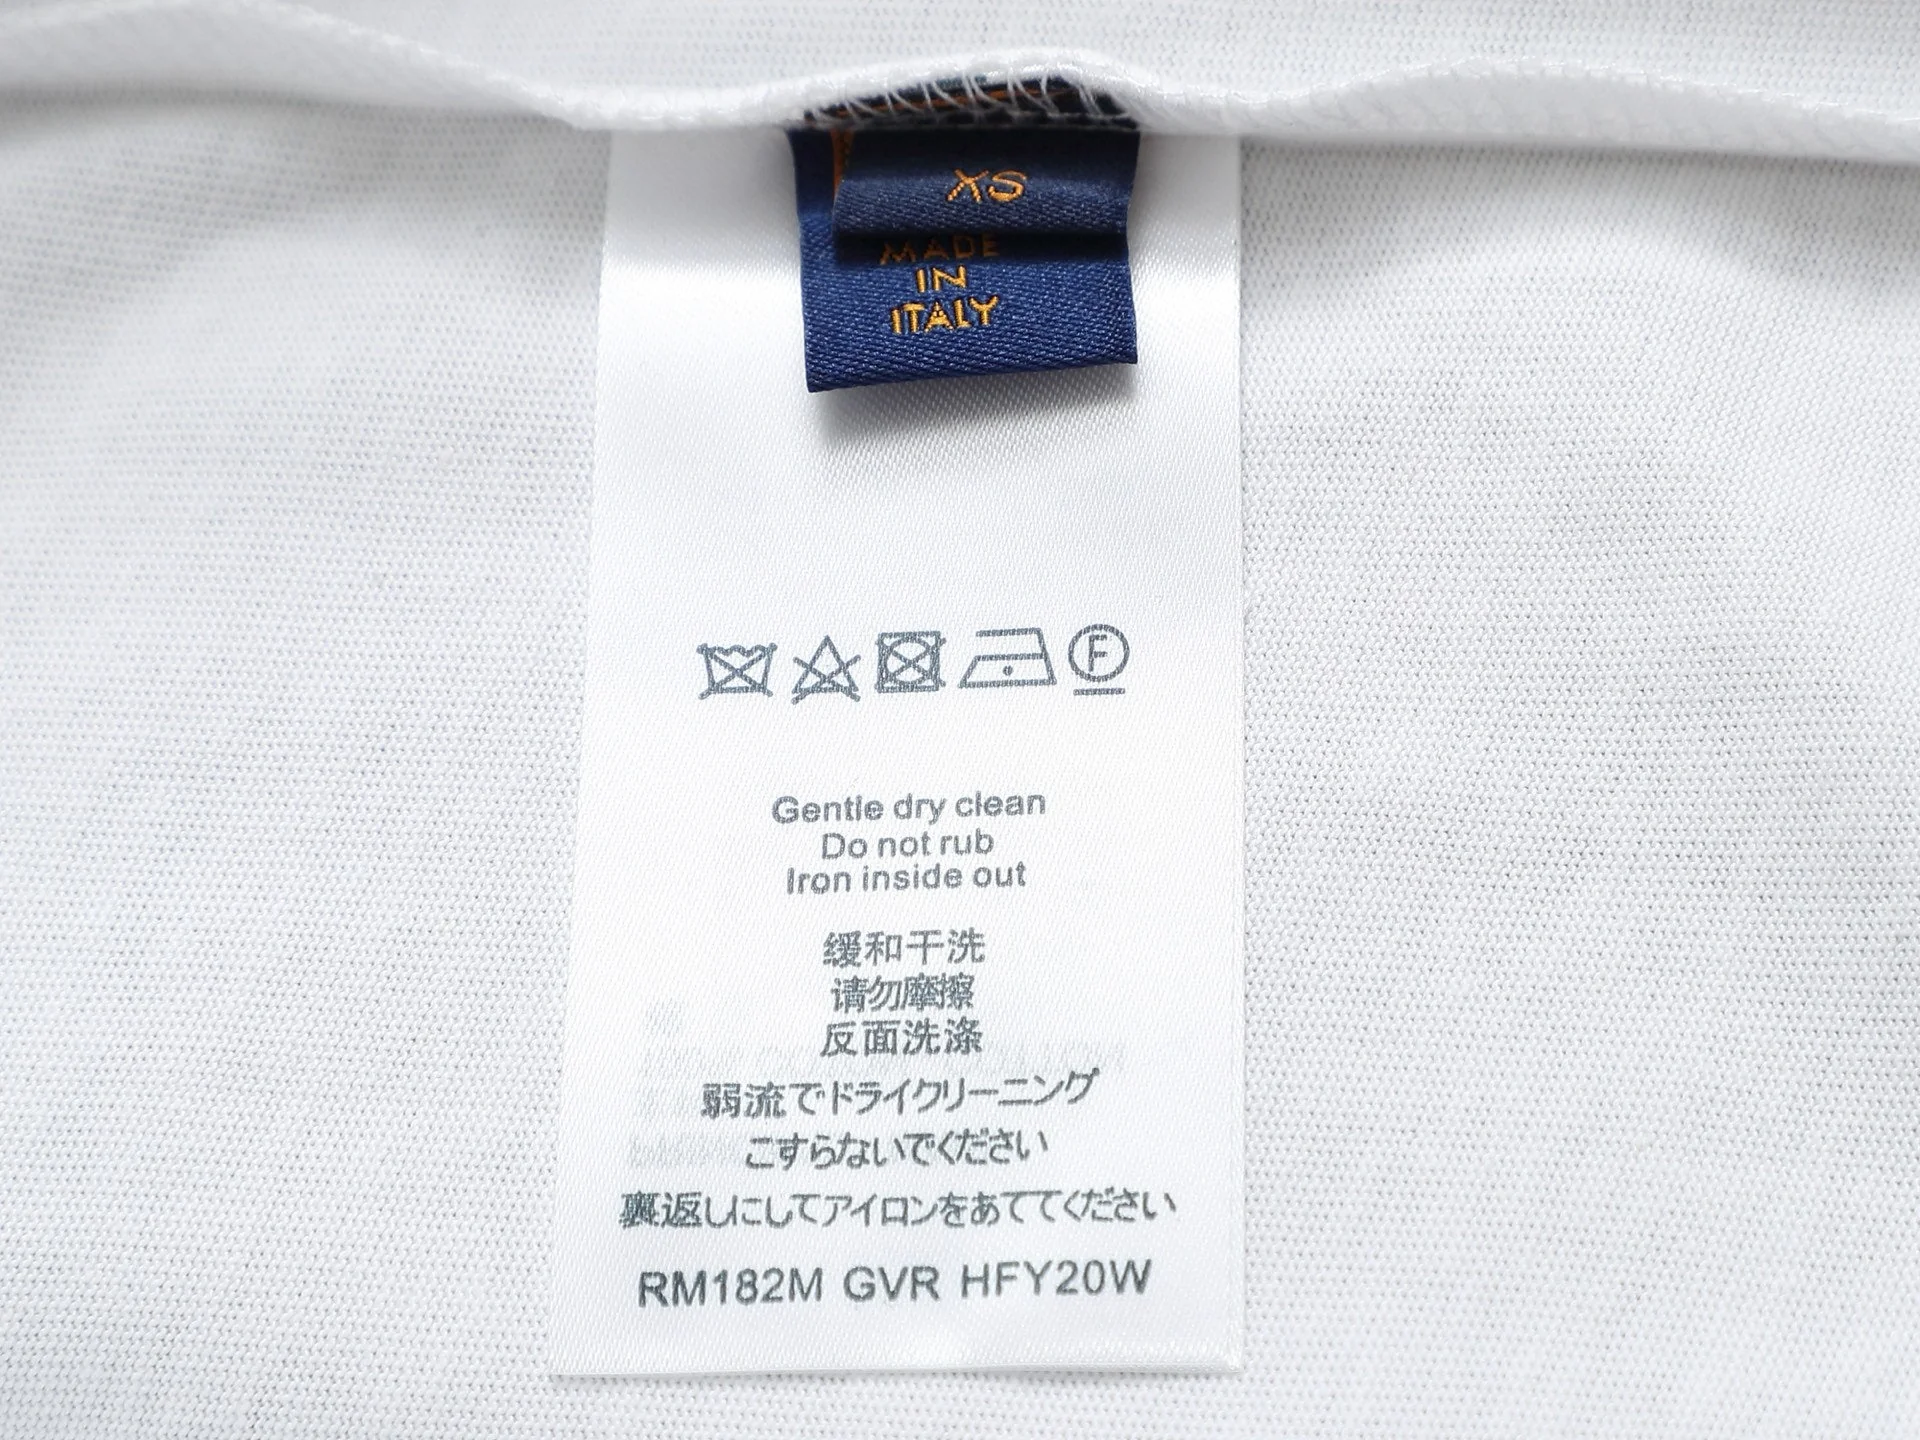 XS
MADE
IN
ITALY
F
Gentle dry clean
Do not rub
Iron inside out
缓和干洗
请勿摩擦
反面洗涤
弱流でドライクリーニング
こすらないでください
裏返しにしてアイロンをあててください
RM182M GVR HFY20W